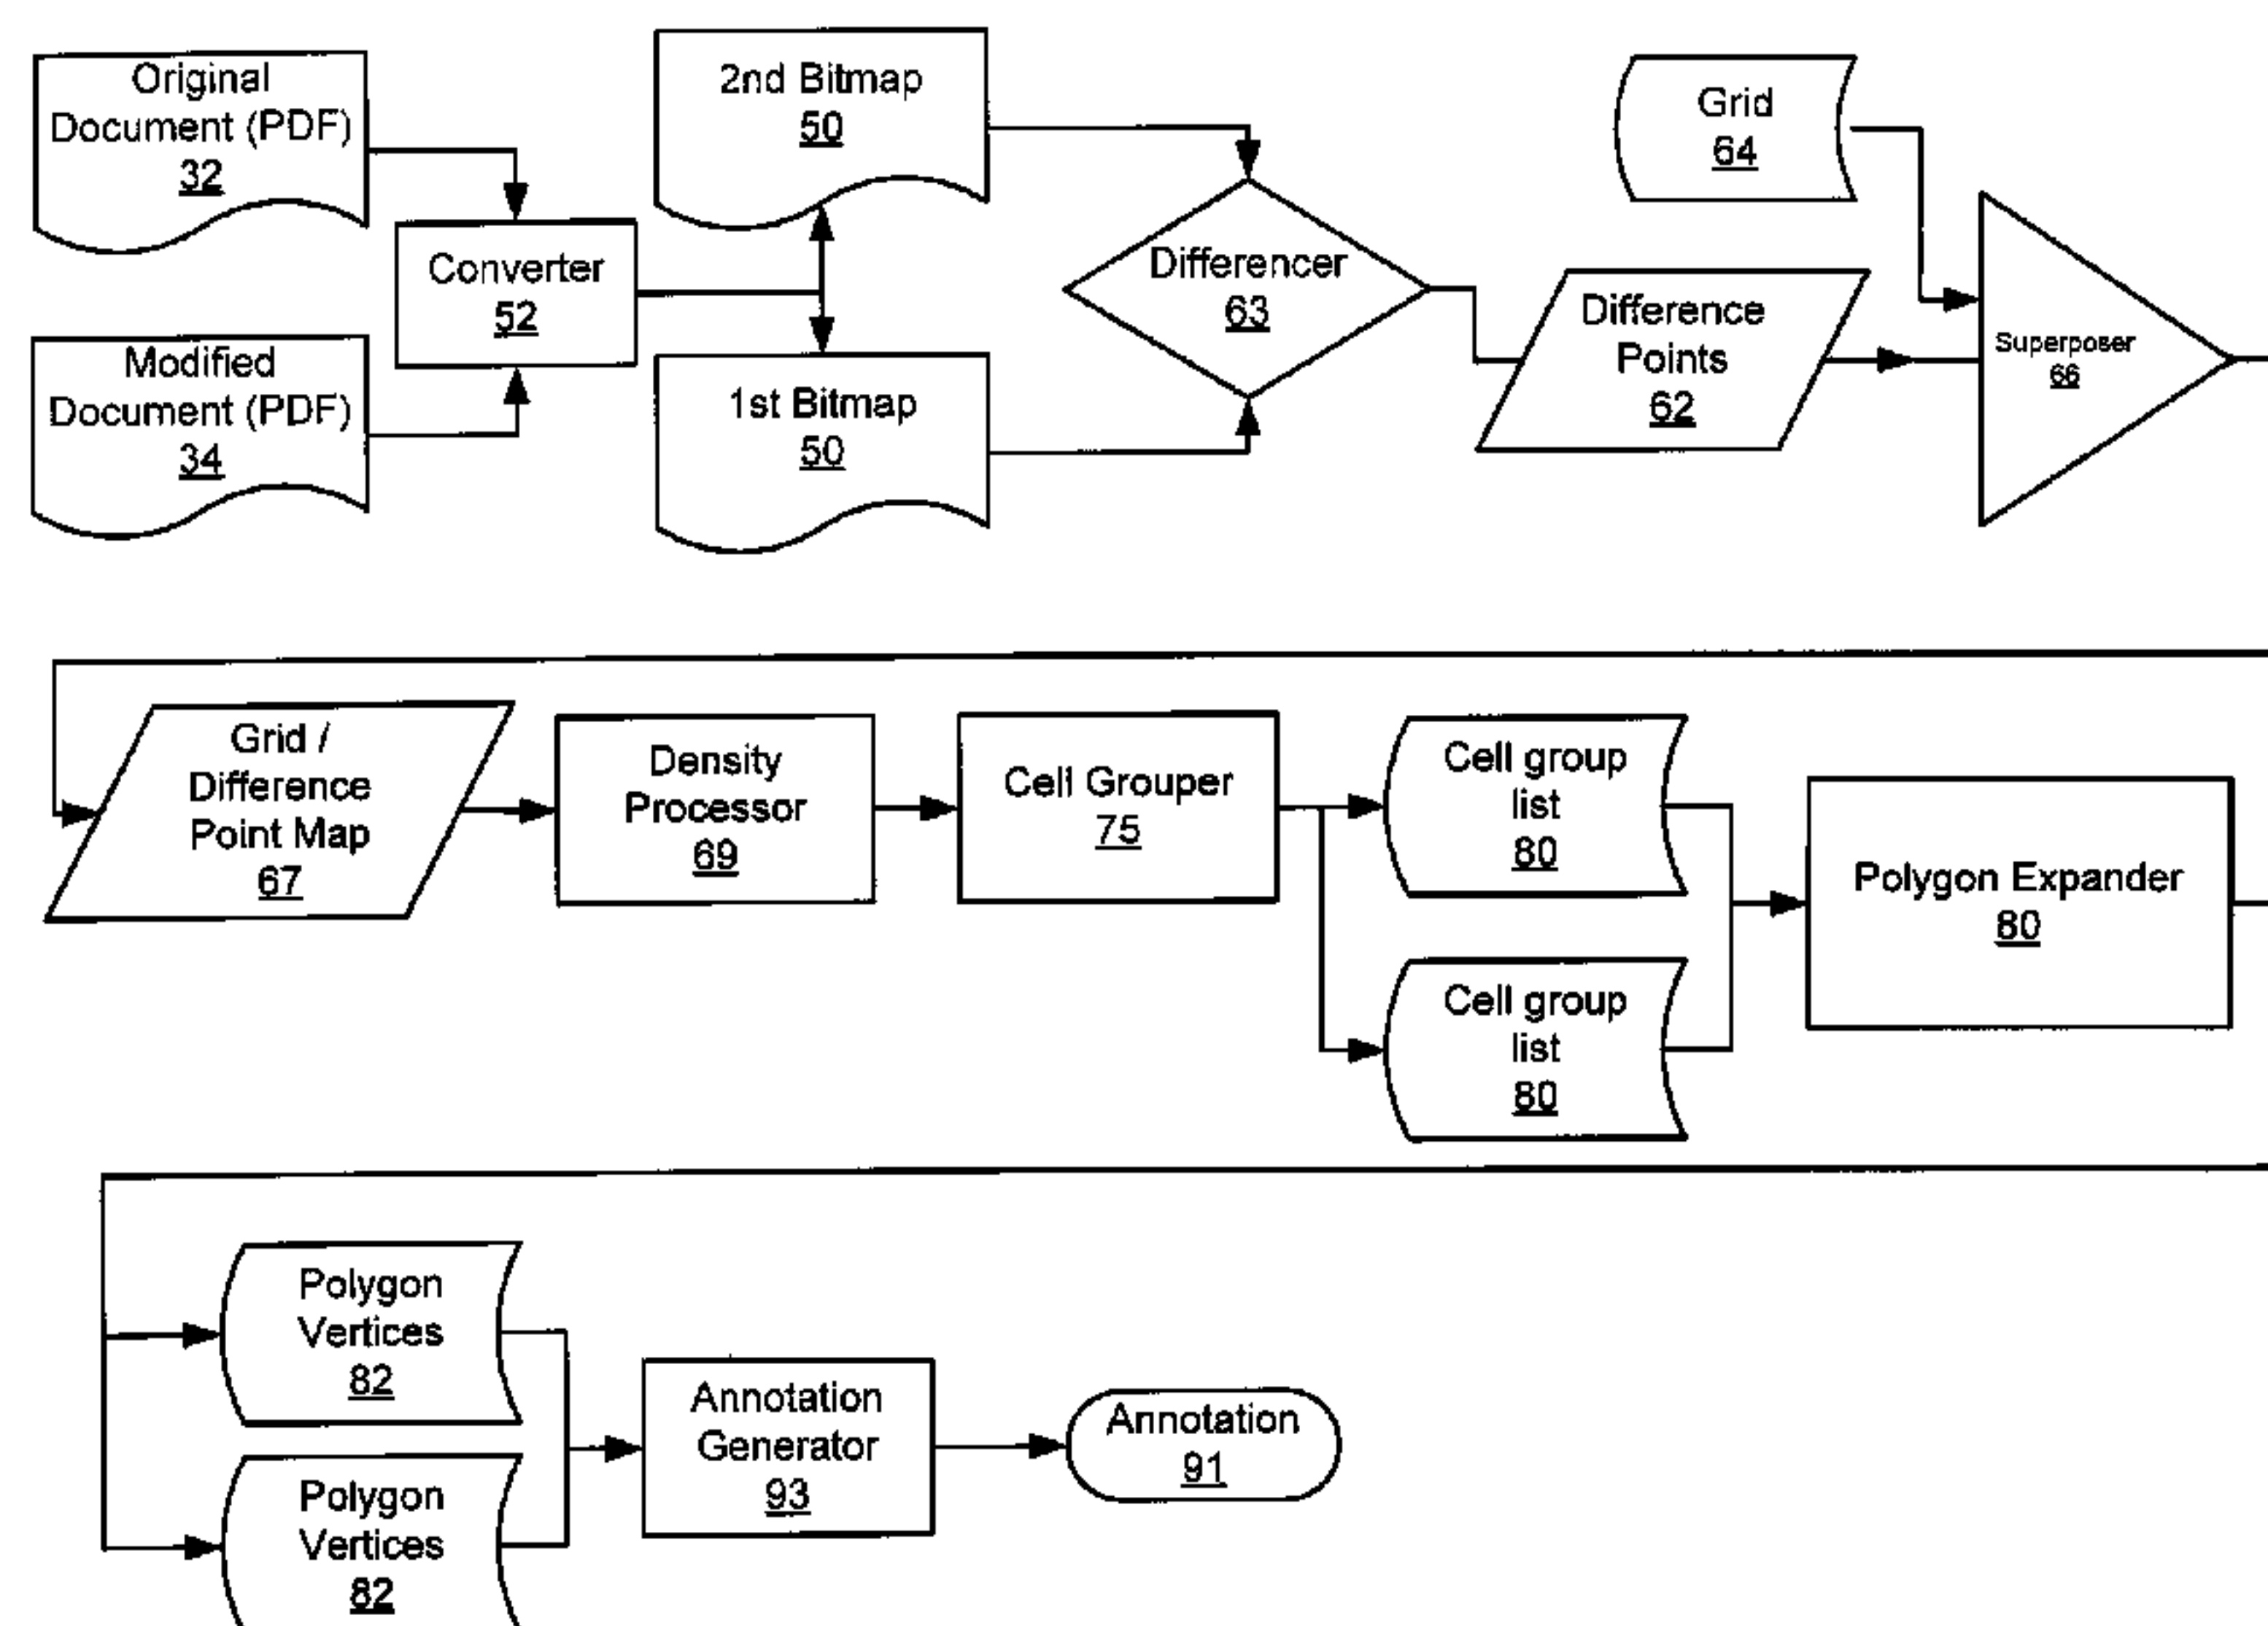 Original
Document (PDF)
32
Modified
Document (PDF)
34
Converter
52
2nd Bitmap
50
1st Bitmap
50
Differencer
63
Difference
Points
62
Grid
64
Superposer
66
Grid /
Difference
Point Map
67
Density
Processor
69
Cell Grouper
75
Cell group
list
80
Cell group
list
80
Polygon Expander
80
Polygon
Vertices
82
Polygon
Vertices
82
Annotation
Generator
93
Annotation
91